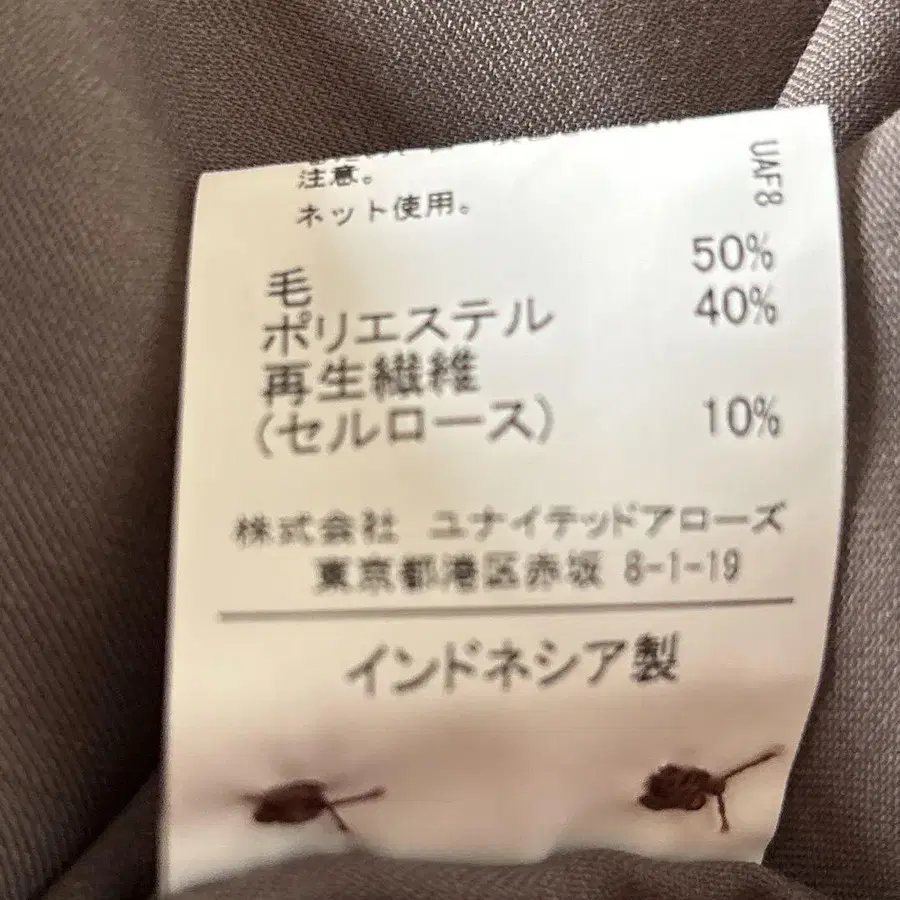 注意。
ネット使用。
UAF8
毛 50%
ポリエステル 40%
再生繊維
(セルロース) 10%
株式会社 ユナイテッドアローズ
東京都港区赤坂 8-1-19
インドネシア製